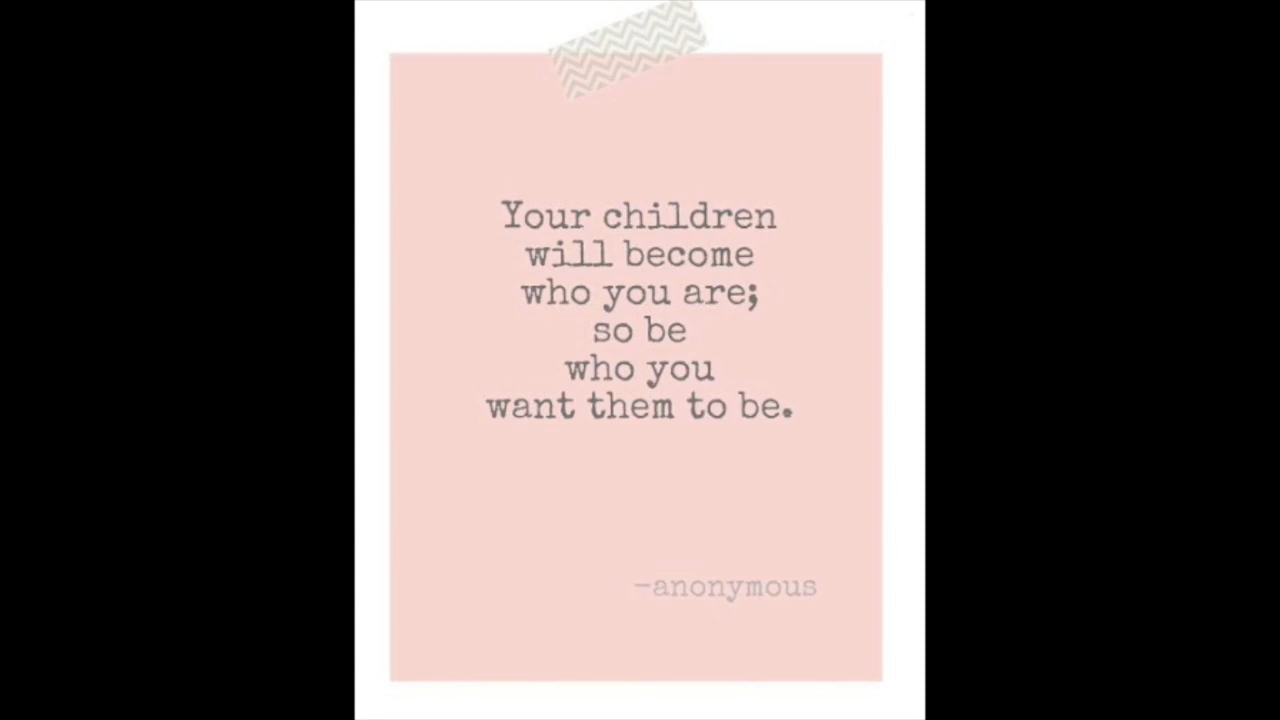 Your children
will become
who you are;
so be
who you
want them to be.
-anonymous